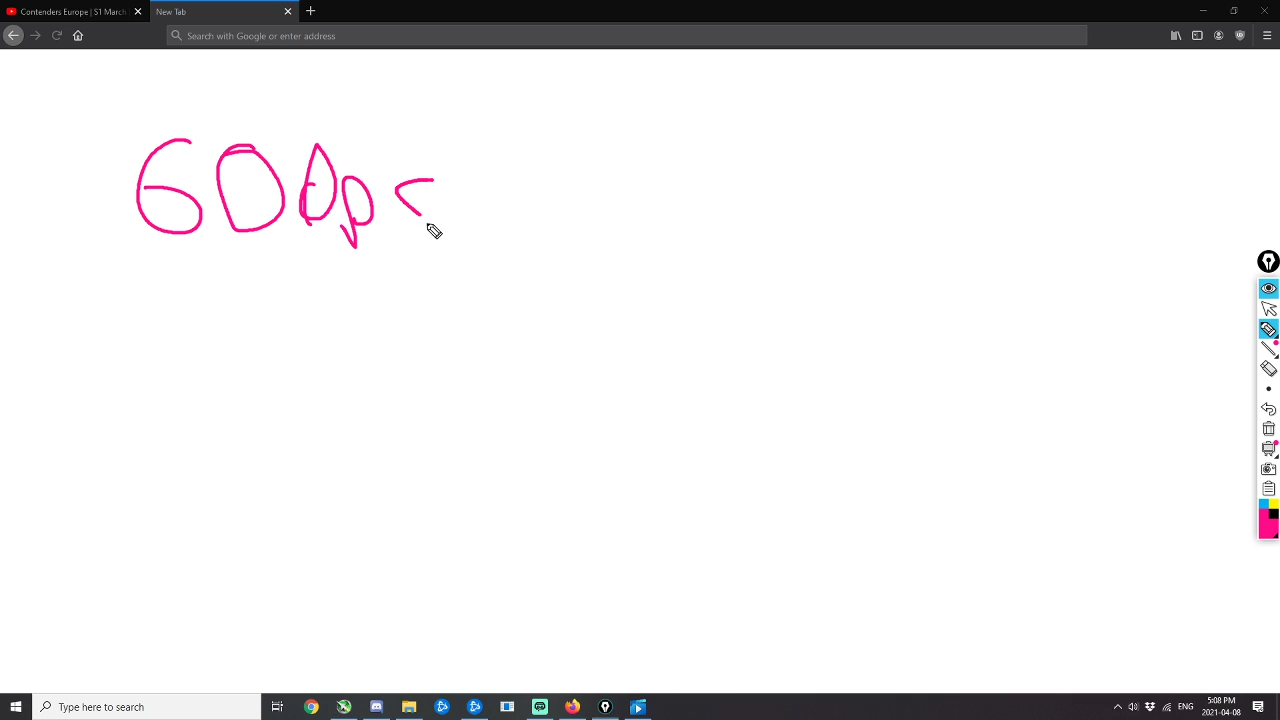 Contenders Europe | S1 March
New Tab
Search with Google or enter address
600p
Type here to search
ENG
5:08 PM
2021-04-08